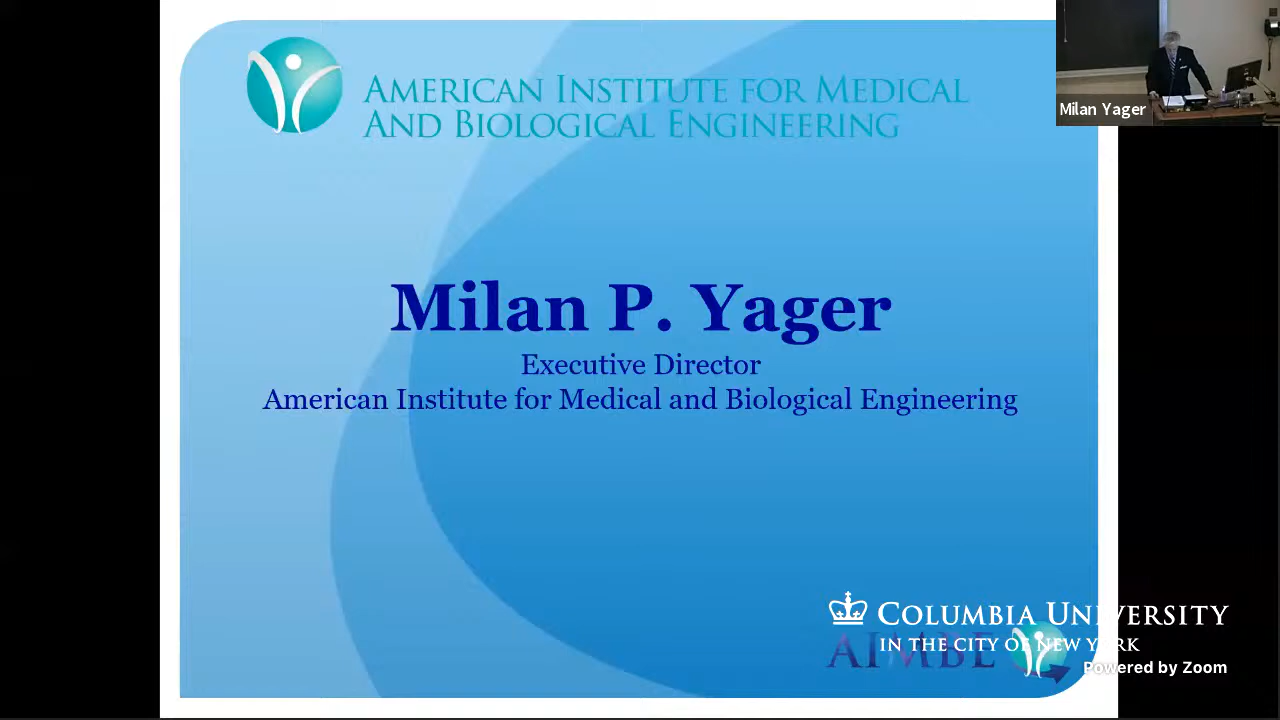 AMERICAN INSTITUTE FOR MEDICAL
AND BIOLOGICAL ENGINEERING
Milan Yager
Milan P. Yager
Executive Director
American Institute for Medical and Biological Engineering
COLUMBIA UNIVERSITY
IN THE CITY OF NEW YORK
AIMBE
Powered by Zoom